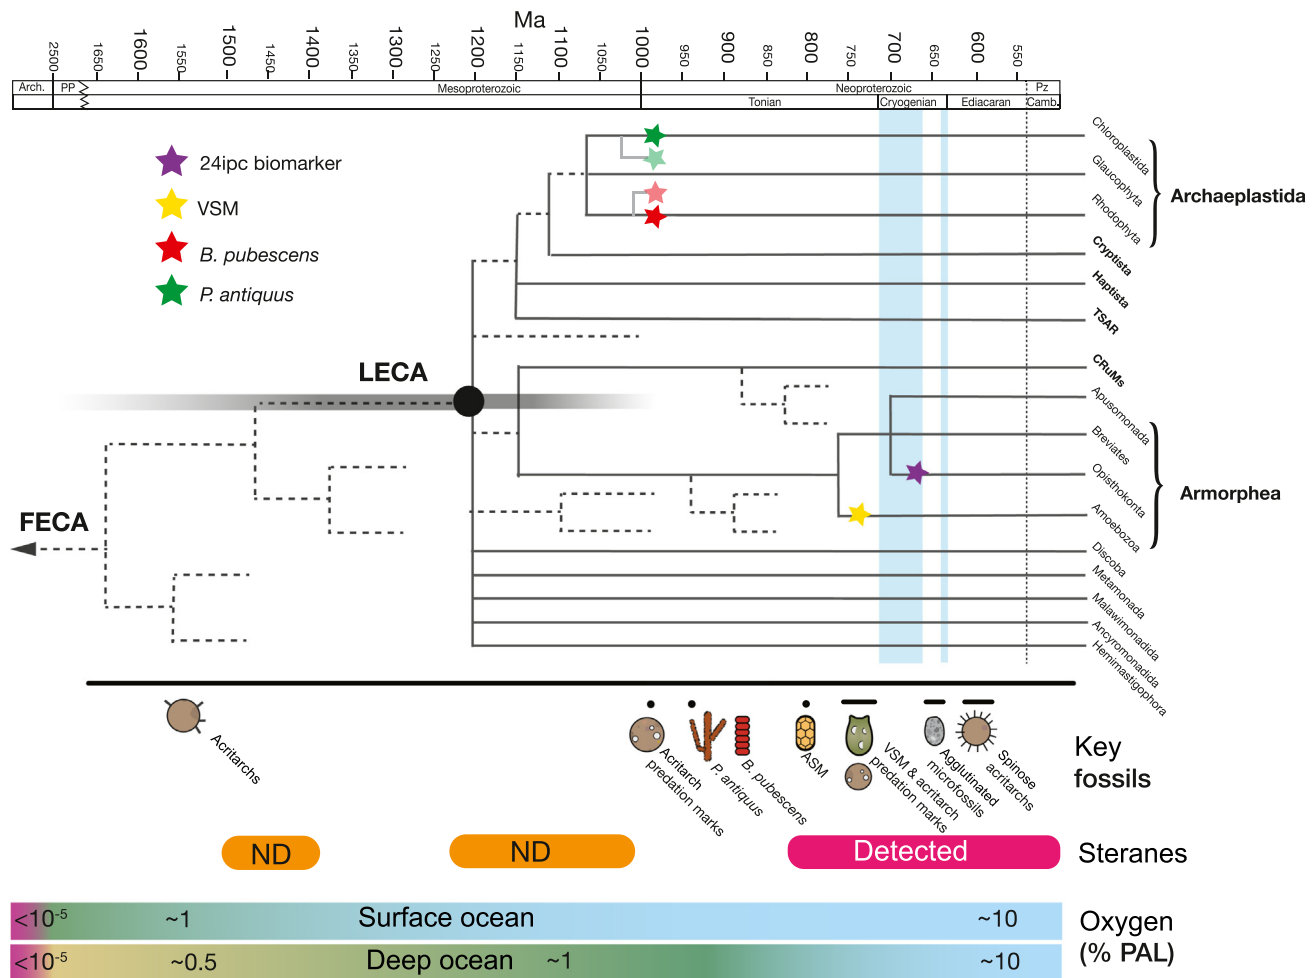 Ma
2500
1650
1600
1550
1500
1450
1400
1350
1300
1250
1200
1150
1100
1050
1000
950
900
850
800
750
700
650
600
550
Arch.
PP
Mesoproterozoic
Neoproterozoic
Pz
Tonian
Cryogenian
Ediacaran
Camb.
24ipc biomarker
VSM
B. pubescens
P. antiquus
LECA
FECA
Chloroplastida
Glaucophyta
Rhodophyta
Archaeplastida
Cryptista
Haptista
TSAR
CRuMs
Apusomonada
Breviates
Opisthokonta
Amoebozoa
Armorphea
Discoba
Metamonada
Malawimonadida
Ancyromonadida
Hemimastigophora
Acritarchs
Acritarch
predation marks
P. antiquus
B. pubescens
ASM
VSM & acritarch
predation marks
Agglutinated
microfossils
Spinose
acritarchs
Key
fossils
ND
ND
Detected
Steranes
<10-5
~1
Surface ocean
~10
<10-5
~0.5
Deep ocean
~1
~10
Oxygen
(% PAL)